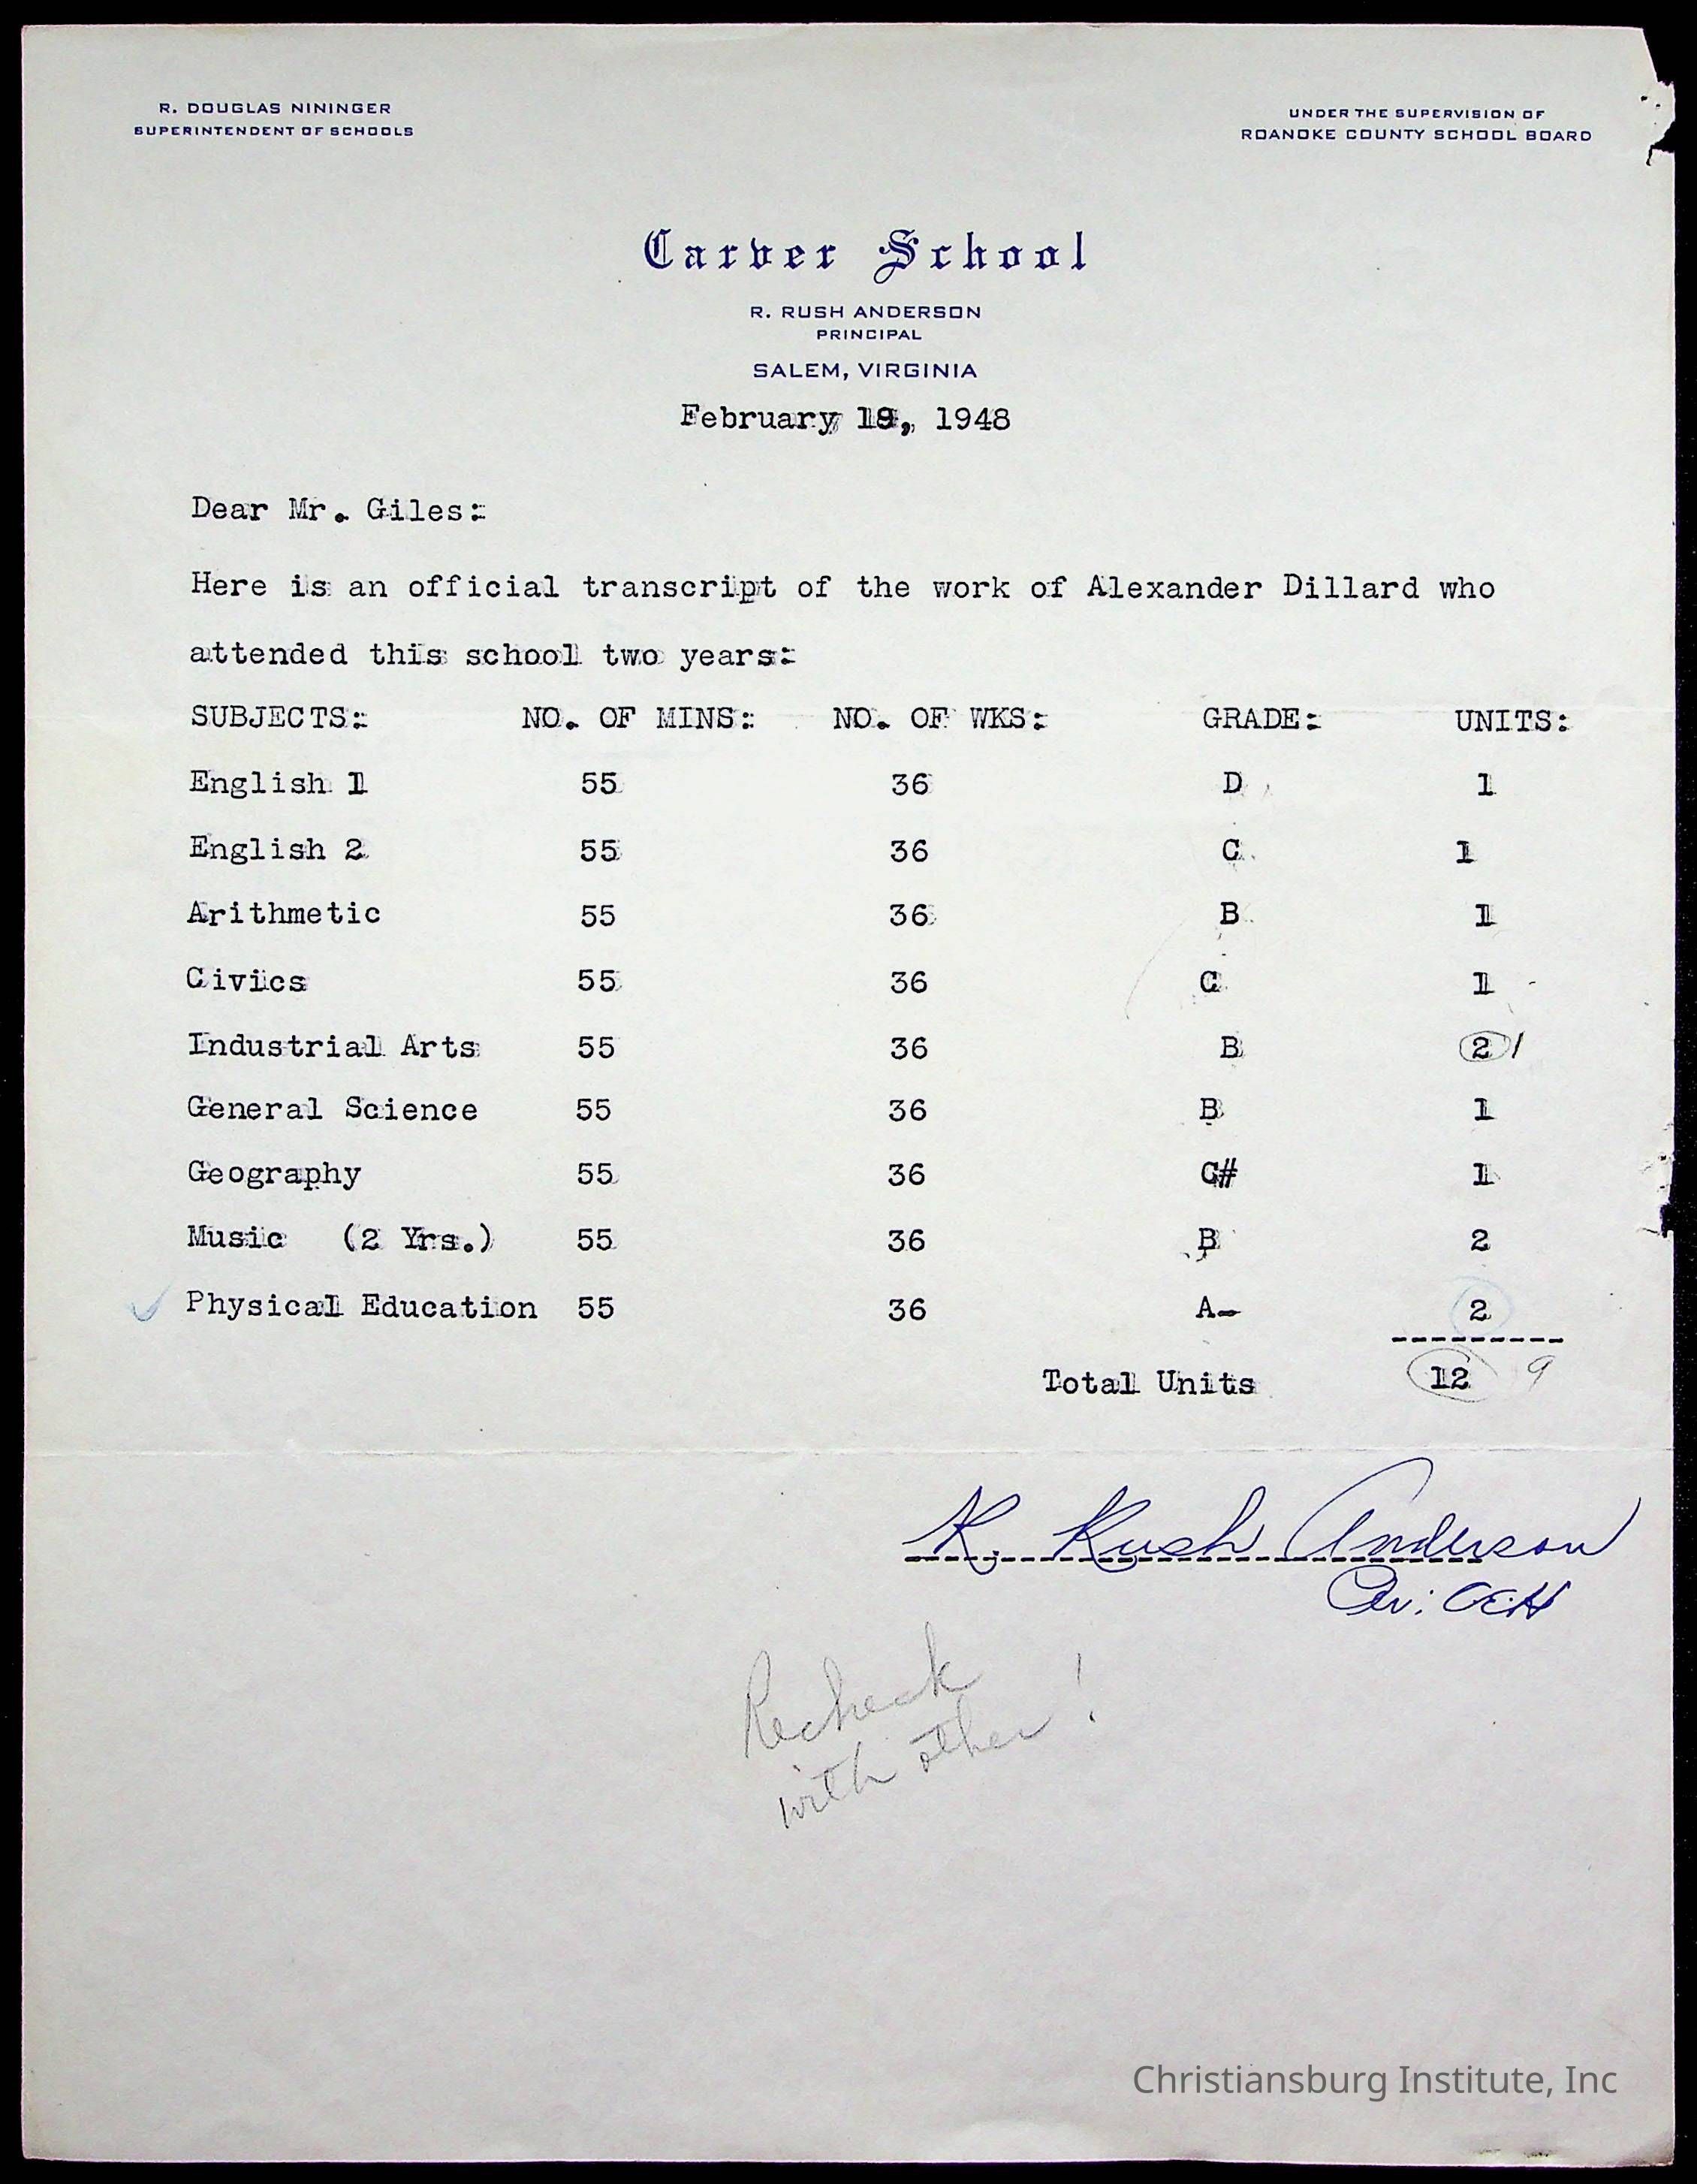 R. DOUGLAS NININGER
SUPERINTENDENT OF SCHOOLS
UNDER THE SUPERVISION OF
ROANOKE COUNTY SCHOOL BOARD
Carver School
R. RUSH ANDERSON
PRINCIPAL
SALEM, VIRGINIA
February 19, 1948
Dear Mr. Giles:
Here is an official transcript of the work of Alexander Dillard who
attended this school two years:
SUBJECTS: NO. OF MINS: NO. OF WKS: GRADE: UNITS:
English 1 55 36 D 1
English 2 55 36 C 1
Arithmetic 55 36 B 1
Civics 55 36 C 1
Industrial Arts 55 36 B 2 1
General Science 55 36 B 1
Geography 55 36 C# 1
Music (2 Yrs.) 55 36 B 2
✓ Physical Education 55 36 A- 2
Total Units 12 9
R. Rush Anderson
Recheck
with other!
Christiansburg Institute, Inc